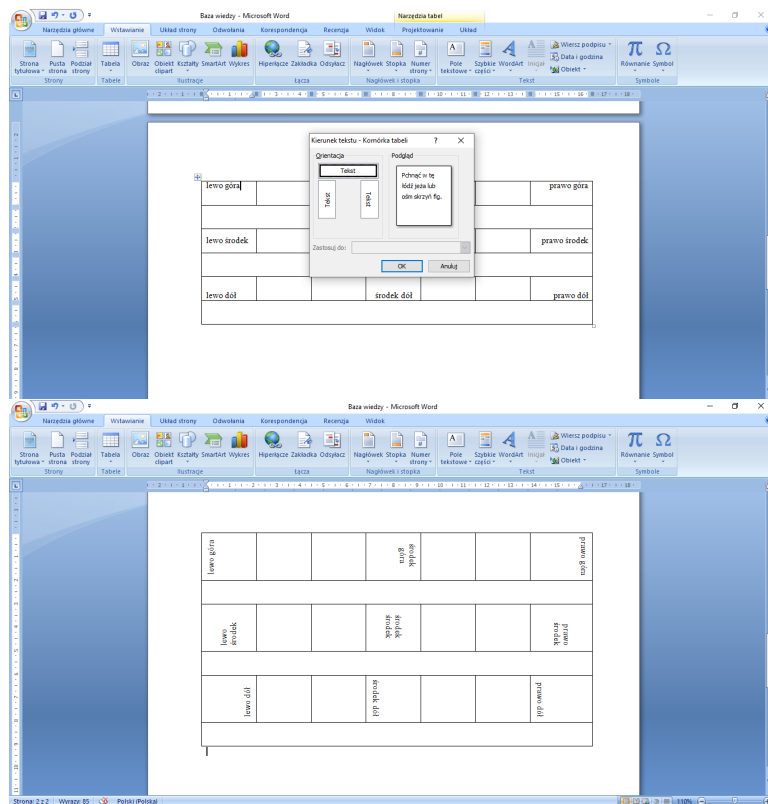 Baza wiedzy - Microsoft Word
Narzędzia tabel
Narzędzia główne Wstawianie Układ strony Odwołania Korespondencja Recenzja Widok Projektowanie Układ
Strona tytułowa Pusta strona Podział strony Tabela Obraz Obiekt clipart Kształty SmartArt Wykres Hiperłącze Zakładka Odsyłacz Nagłówek Stopka Numer strony Pole tekstowe Szybkie części WordArt Inicjał Wiersz podpisu Równanie Symbol
Data i godzina
Obiekt
Strony Tabele Ilustracje Łącza Nagłówek i stopka Tekst Symbole
Kierunek tekstu - Komórka tabeli ? X
Orientacja Podgląd
Tekst
Tekst Tekst
Pchnąć w tę
łódź jeża lub
ośm skrzyń fig.
Zastosuj do:
OK Anuluj
lewo góra prawo góra
lewo środek prawo środek
lewo dół środek dół prawo dół
Baza wiedzy - Microsoft Word
Narzędzia główne Wstawianie Układ strony Odwołania Korespondencja Recenzja Widok
Strona tytułowa Pusta strona Podział strony Tabela Obraz Obiekt clipart Kształty SmartArt Wykres Hiperłącze Zakładka Odsyłacz Nagłówek Stopka Numer strony Pole tekstowe Szybkie części WordArt Inicjał Wiersz podpisu Równanie Symbol
Data i godzina
Obiekt
Strony Tabele Ilustracje Łącza Nagłówek i stopka Tekst Symbole
lewo góra
środek
góra
prawo góra
lewo
środek
środek
środek
prawo
środek
lewo dół
środek dół
prawo dół
Strona: 2 z 2 Wyrazy: 85 Polski (Polska) 110%